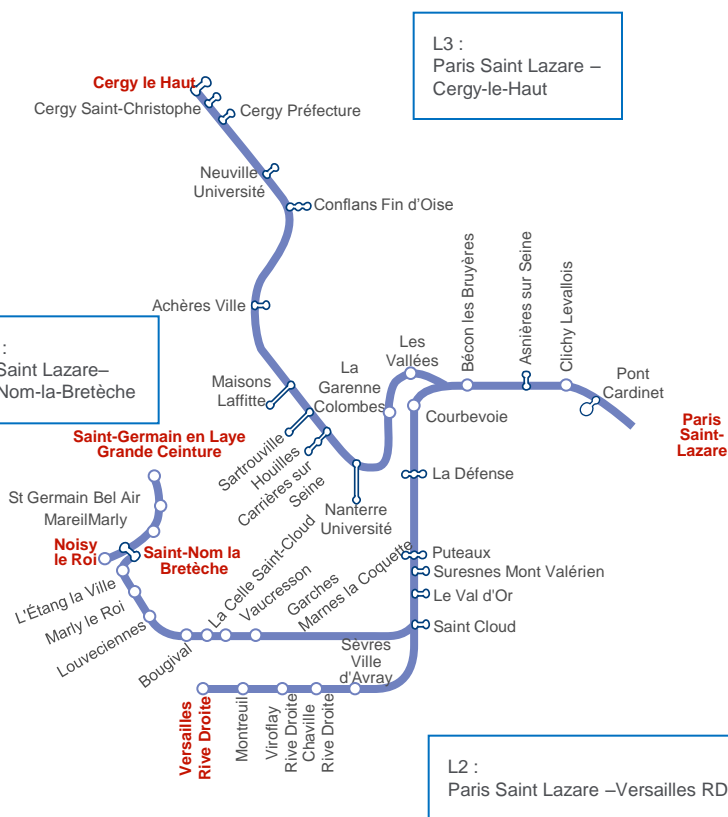 L3 :
Paris Saint Lazare –
Cergy-le-Haut
Cergy le Haut
Cergy Saint-Christophe
Cergy Préfecture
Neuville
Université
Conflans Fin d'Oise
Achères Ville
:
Saint Lazare–
Nom-la-Bretèche
Maisons
Laffitte
Sartrouville
Houilles
Carrières sur
Seine
Nanterre
Université
La
Garenne
Colombes
Les
Vallées
Bécon les Bruyères
Asnières sur Seine
Clichy Levallois
Pont
Cardinet
Paris
Saint-
Lazare
Courbevoie
La Défense
Puteaux
Suresnes Mont Valérien
Le Val d'Or
Saint Cloud
Saint-Germain en Laye
Grande Ceinture
St Germain Bel Air
MareilMarly
Noisy
le Roi
Saint-Nom la
Bretèche
L'Étang la Ville
Marly le Roi
Louveciennes
Bougival
La Celle Saint-Cloud
Vaucresson
Garches
Marnes la Coquette
Sèvres
Ville
d'Avray
Versailles
Rive Droite
Montreuil
Viroflay
Rive Droite
Chaville
Rive Droite
L2 :
Paris Saint Lazare –Versailles RD